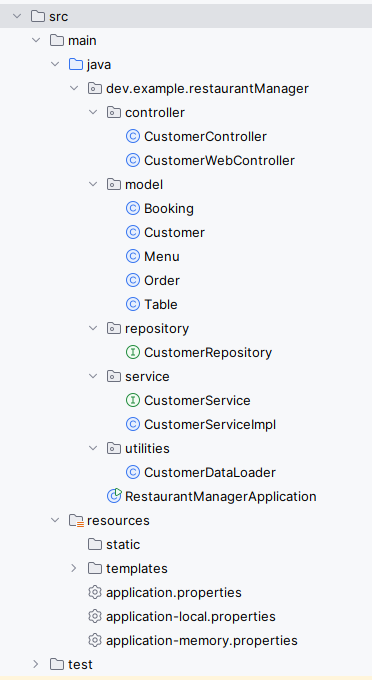 src
main
java
dev.example.restaurantManager
controller
CustomerController
CustomerWebController
model
Booking
Customer
Menu
Order
Table
repository
CustomerRepository
service
CustomerService
CustomerServiceImpl
utilities
CustomerDataLoader
RestaurantManagerApplication
resources
static
templates
application.properties
application-local.properties
application-memory.properties
test